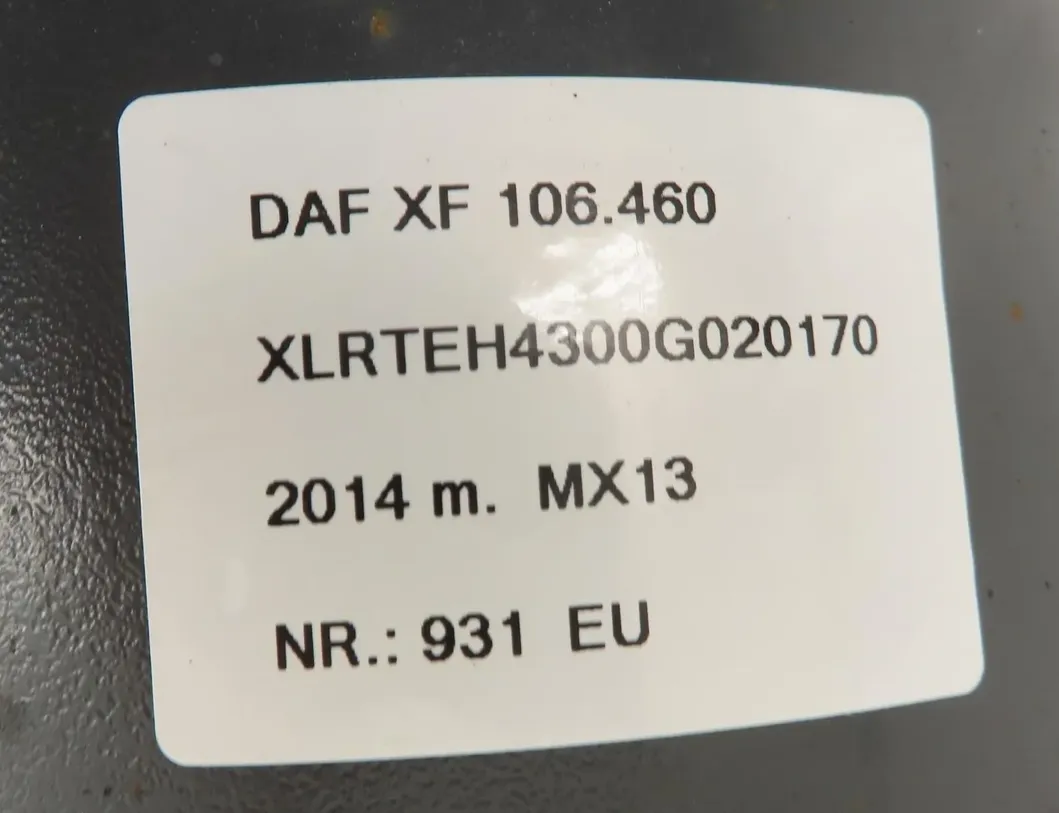 DAF XF 106.460
XLRTEH4300G020170
2014 m. MX13
NR.: 931 EU